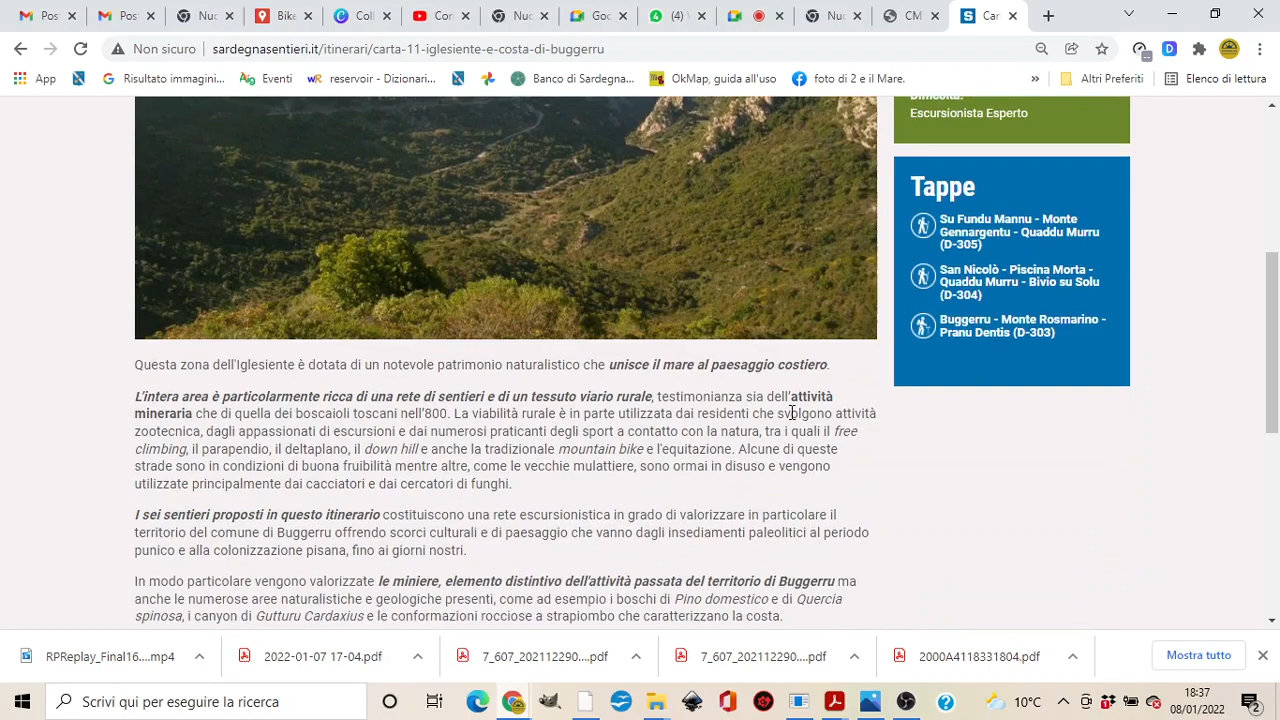 Pos
Nuc
Bike
Col
SU
Nuc
Goo
(4)
Nuc
CM
Car
Non sicuro
sardegnasentieri.it/itinerari/carta-11-iglesiente-e-costa-di-buggerru
App
Risultato immagini...
Eventi
reservoir - Dizionari...
Banco di Sardegna...
OkMap, guida all'uso
foto di 2 e il Mare.
»
Altri Preferiti
Elenco di lettura
Difficoltà:
Escursionista Esperto
Tappe
Su Fundu Mannu - Monte
Gennargentu - Quaddu Murru
(D-305)
San Nicolò - Piscina Morta -
Quaddu Murru - Bivio su Solu
(D-304)
Buggerru - Monte Rosmarino -
Pranu Dentis (D-303)
Questa zona dell'Iglesiente è dotata di un notevole patrimonio naturalistico che unisce il mare al paesaggio costiero.
L'intera area è particolarmente ricca di una rete di sentieri e di un tessuto viario rurale, testimonianza sia dell'attività
mineraria che di quella dei boscaioli toscani nell'800. La viabilità rurale è in parte utilizzata dai residenti che svolgono attività
zootecnica, dagli appassionati di escursioni e dai numerosi praticanti degli sport a contatto con la natura, tra i quali il free
climbing, il parapendio, il deltaplano, il down hill e anche la tradizionale mountain bike e l'equitazione. Alcune di queste
strade sono in condizioni di buona fruibilità mentre altre, come le vecchie mulattiere, sono ormai in disuso e vengono
utilizzate principalmente dai cacciatori e dai cercatori di funghi.
I sei sentieri proposti in questo itinerario costituiscono una rete escursionistica in grado di valorizzare in particolare il
territorio del comune di Buggerru offrendo scorci culturali e di paesaggio che vanno dagli insediamenti paleolitici al periodo
punico e alla colonizzazione pisana, fino ai giorni nostri.
In modo particolare vengono valorizzate le miniere, elemento distintivo dell'attività passata del territorio di Buggerru ma
anche le numerose aree naturalistiche e geologiche presenti, come ad esempio i boschi di Pino domestico e di Quercia
spinosa, i canyon di Gutturu Cardaxius e le conformazioni rocciose a strapiombo che caratterizzano la costa.
RPReplay_Final16....mp4
2022-01-07 17-04.pdf
7_607_202112290....pdf
7_607_202112290....pdf
2000A4118331804.pdf
Mostra tutto
Scrivi qui per eseguire la ricerca
10°C
18:37
08/01/2022
2